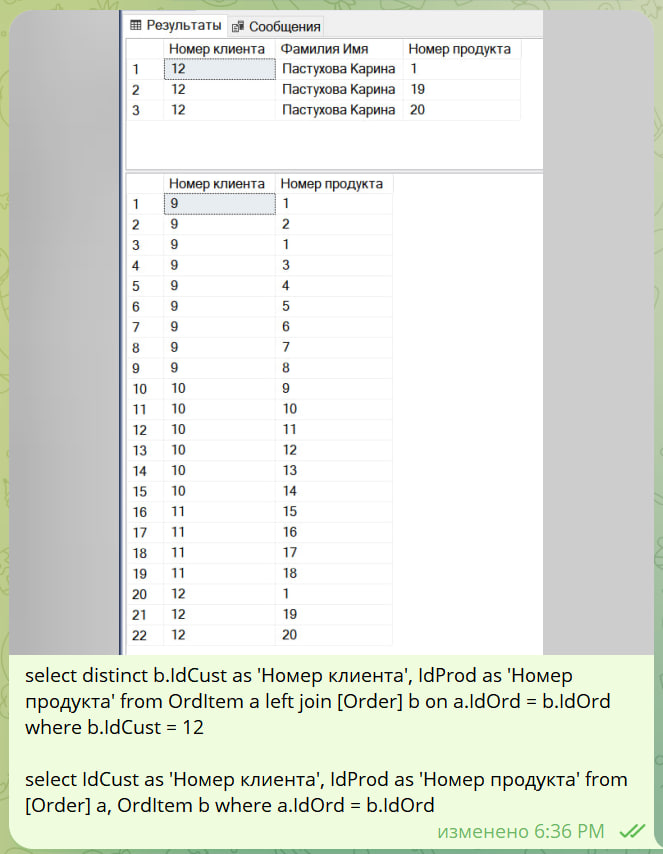 Результаты Сообщения
Номер клиента Фамилия Имя Номер продукта
1 12 Пастухова Карина 1
2 12 Пастухова Карина 19
3 12 Пастухова Карина 20
Номер клиента Номер продукта
1 9 1
2 9 2
3 9 1
4 9 3
5 9 4
6 9 5
7 9 6
8 9 7
9 9 8
10 10 9
11 10 10
12 10 11
13 10 12
14 10 13
15 10 14
16 11 15
17 11 16
18 11 17
19 11 18
20 12 1
21 12 19
22 12 20
select distinct b.IdCust as 'Номер клиента', IdProd as 'Номер
продукта' from OrdItem a left join [Order] b on a.IdOrd = b.IdOrd
where b.IdCust = 12
select IdCust as 'Номер клиента', IdProd as 'Номер продукта' from
[Order] a, OrdItem b where a.IdOrd = b.IdOrd
изменено 6:36 PM